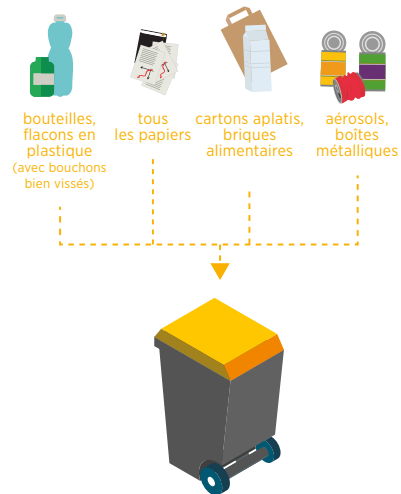 bouteilles,
flacons en
plastique
(avec bouchons
bien vissés)
tous
les papiers
cartons aplatis,
briques
alimentaires
aérosols,
boîtes
métalliques